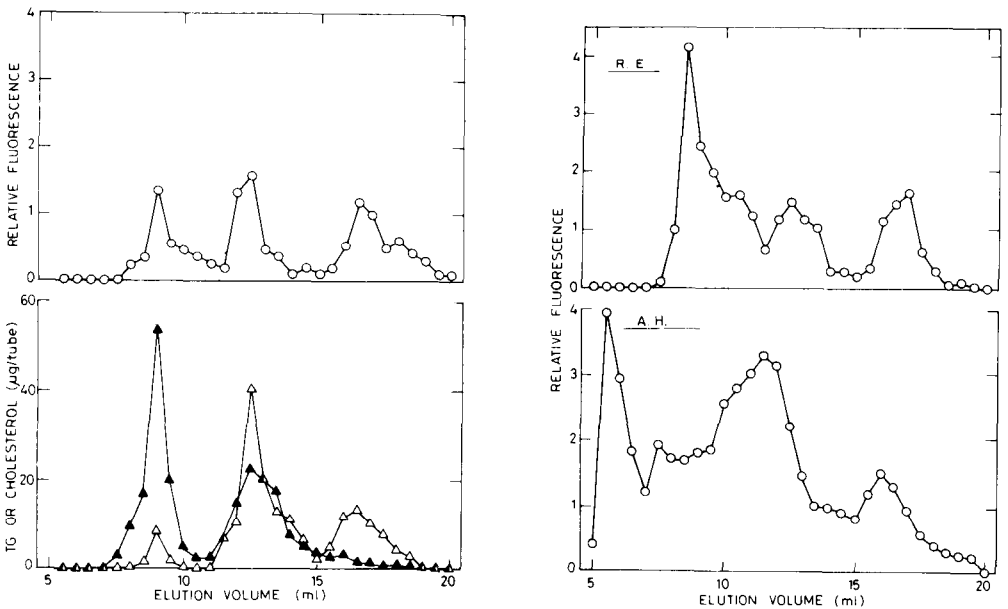 4
3
2
1
0
RELATIVE FLUORESCENCE
60
40
20
0
TG OR CHOLESTEROL (µg/tube)
5 10 15 20
ELUTION VOLUME (ml)
R. E.
4
3
2
1
0
RELATIVE FLUORESCENCE
A. H.
4
3
2
1
0
RELATIVE FLUORESCENCE
5 10 15 20
ELUTION VOLUME (ml)